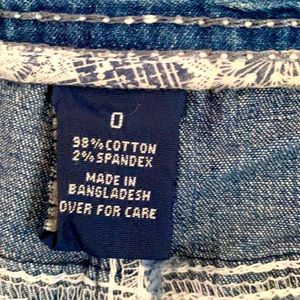 0
98% COTTON
2% SPANDEX
MADE IN
BANGLADESH
OVER FOR CARE